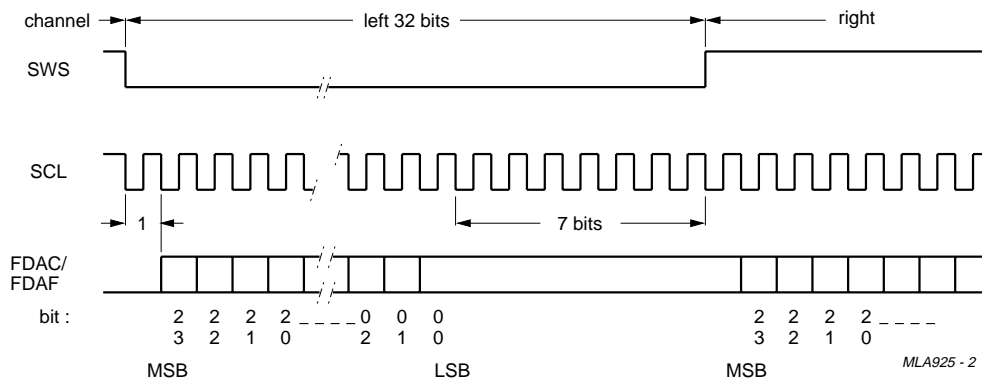 channel left 32 bits right
SWS
SCL
1 7 bits
FDAC/
FDAF
bit : 2 2 2 2 _ _ _ _ 0 0 0 2 2 2 2 _ _ _ _
3 2 1 0 2 1 0 3 2 1 0
MSB LSB MSB
MLA925 - 2